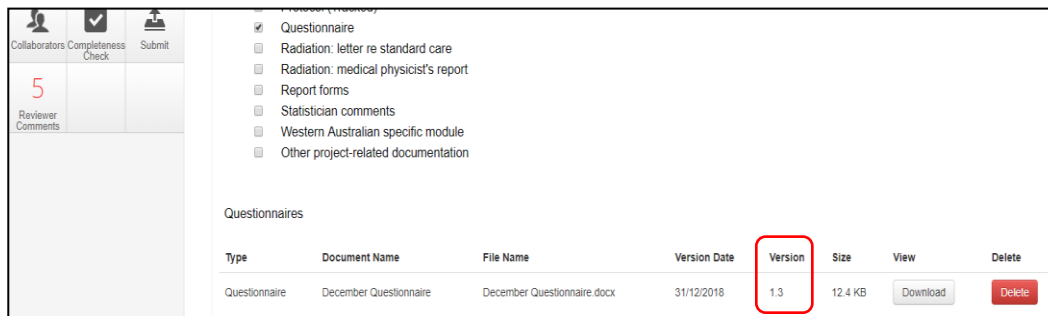 Collaborators Completeness Check Submit
5
Reviewer Comments
Protocol (Tracked)
Questionnaire
Radiation: letter re standard care
Radiation: medical physicist's report
Report forms
Statistician comments
Western Australian specific module
Other project-related documentation
Questionnaires
Type Document Name File Name Version Date Version Size View Delete
Questionnaire December Questionnaire December Questionnaire.docx 31/12/2018 1.3 12.4 KB Download Delete